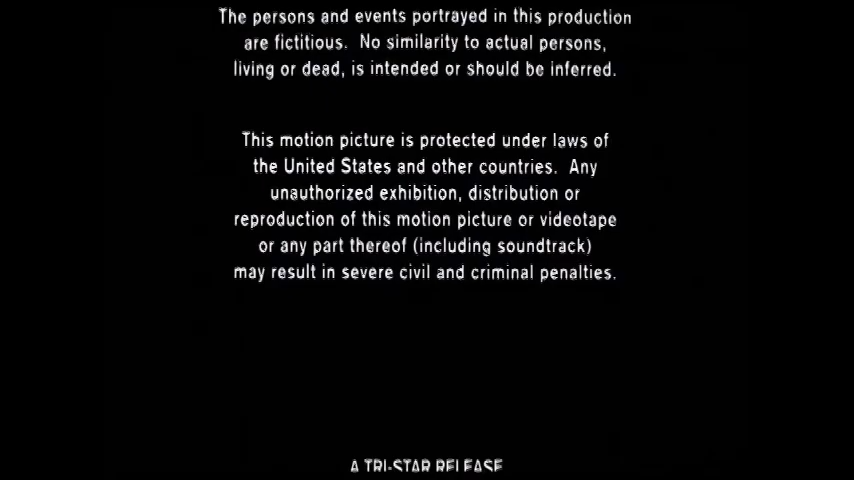 The persons and events portrayed in this production
are fictitious. No similarity to actual persons,
living or dead, is intended or should be inferred.
This motion picture is protected under laws of
the United States and other countries. Any
unauthorized exhibition, distribution or
reproduction of this motion picture or videotape
or any part thereof (including soundtrack)
may result in severe civil and criminal penalties.
A TRI-STAR RELEASE